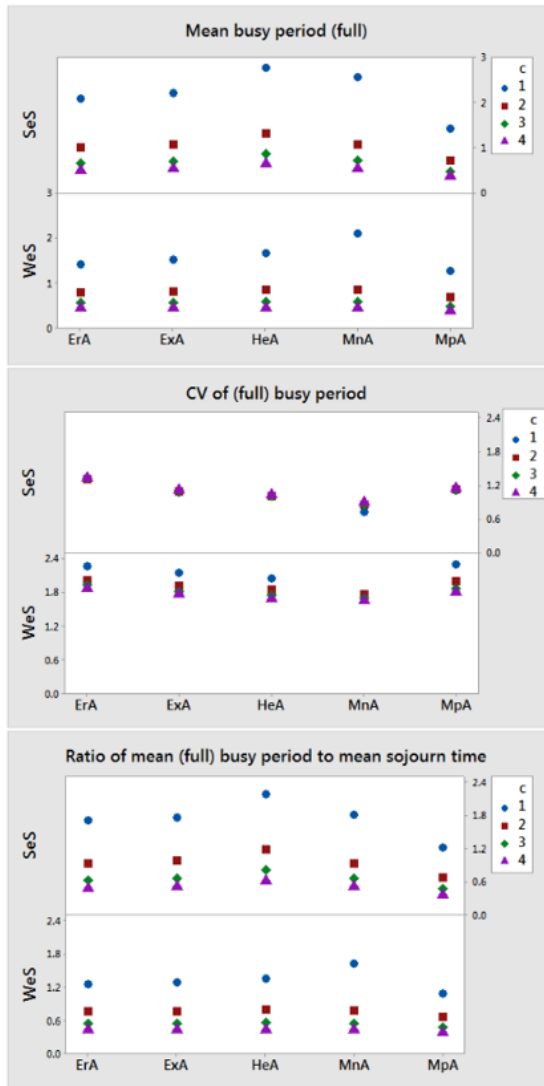 Mean busy period (full)
SeS
3
2
1
0
c
1
2
3
4
WeS
3
2
1
0
ErA ExA HeA MnA MpA
CV of (full) busy period
SeS
2.4
1.2
0.6
0.0
c
1
2
3
4
WeS
2.4
1.8
1.2
0.6
0.0
ErA ExA HeA MnA MpA
Ratio of mean (full) busy period to mean sojourn time
SeS
2.4
1.8
1.2
0.6
0.0
c
1
2
3
4
WeS
2.4
1.8
1.2
0.6
0.0
ErA ExA HeA MnA MpA